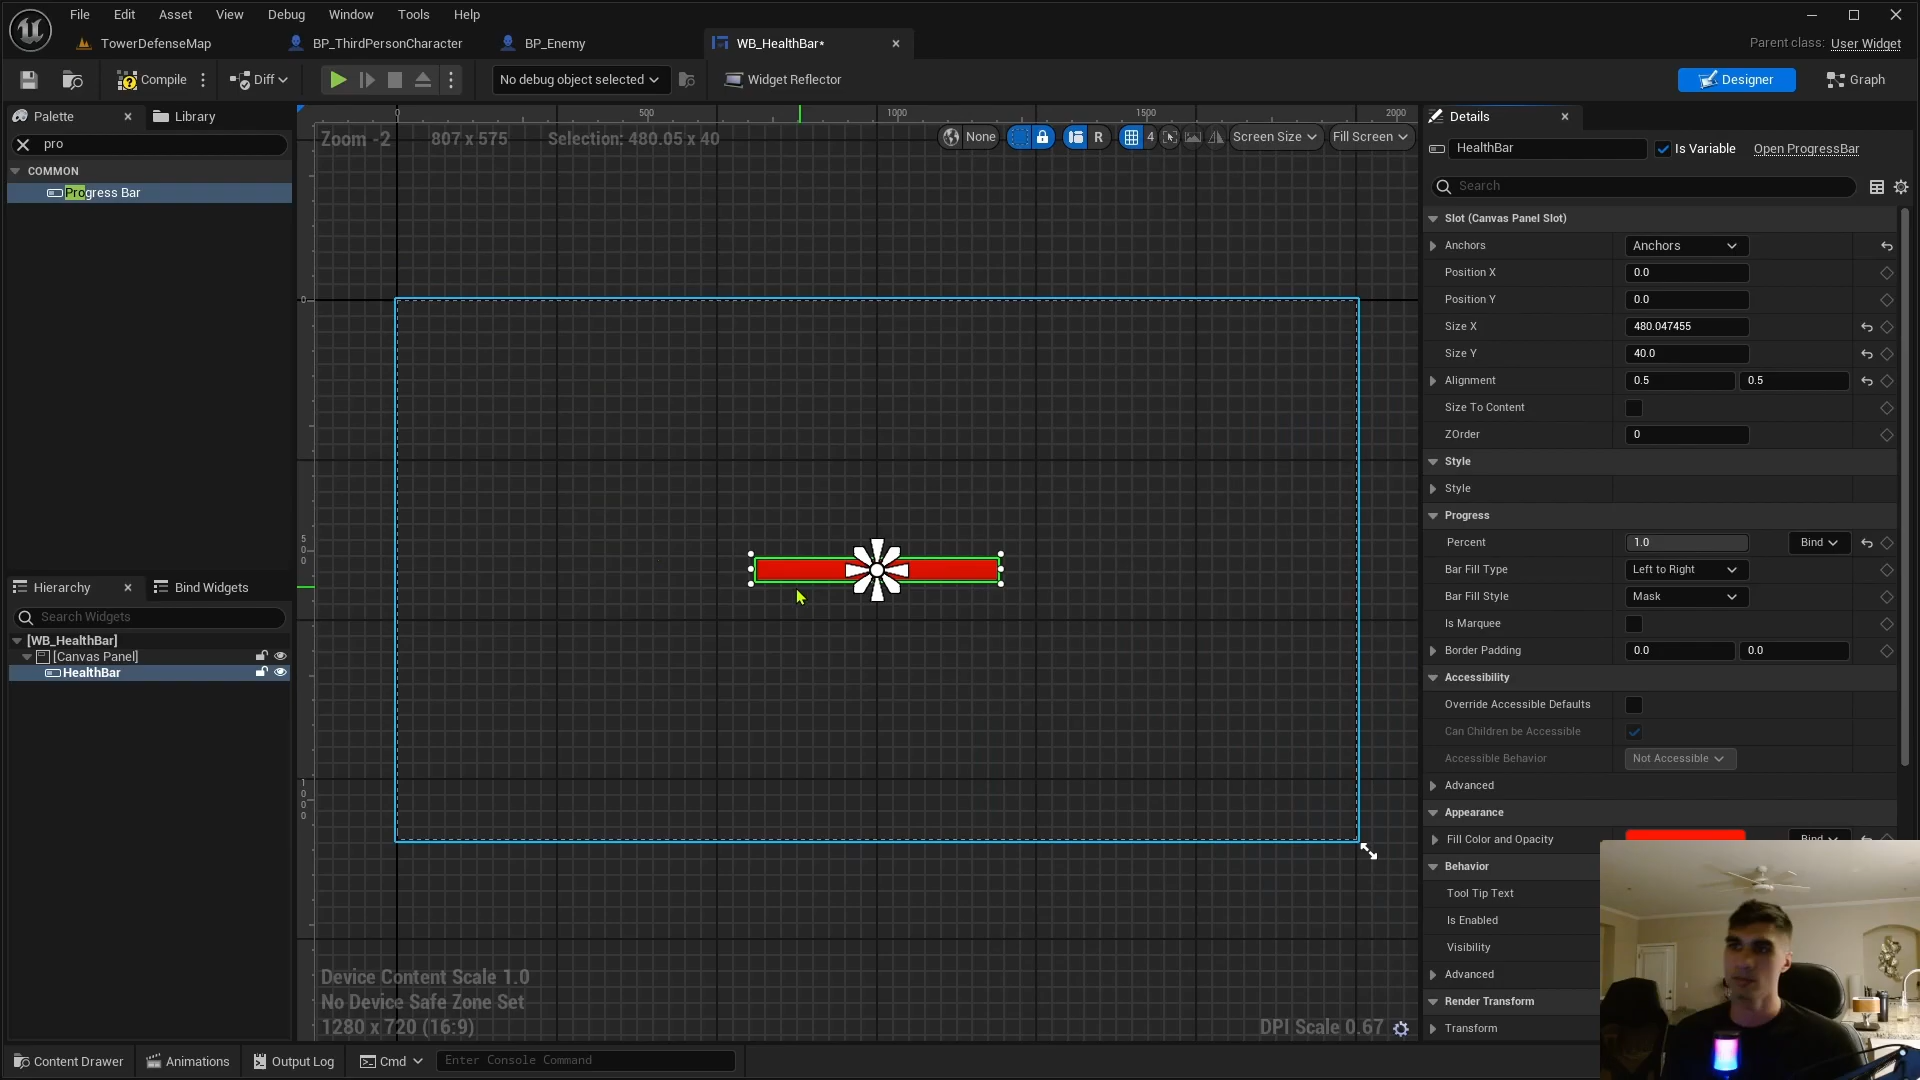 File Edit Asset View Debug Window Tools Help
TowerDefenseMap BP_ThirdPersonCharacter BP_Enemy WB_HealthBar* Parent class: User Widget
Compile Diff No debug object selected Widget Reflector Designer Graph
Palette Library
pro
COMMON
Progress Bar
Hierarchy Bind Widgets
Search Widgets
[WB_HealthBar]
[Canvas Panel]
HealthBar
0 500 1000 1500 2000
Zoom -2 807 x 575 Selection: 480.05 x 40 None R 4 Screen Size Fill Screen
0
500
1000
Device Content Scale 1.0
No Device Safe Zone Set
1280 x 720 (16:9) DPI Scale 0.67
Details
HealthBar Is Variable Open ProgressBar
Search
Slot (Canvas Panel Slot)
Anchors Anchors
Position X 0.0
Position Y 0.0
Size X 480.047455
Size Y 40.0
Alignment 0.5 0.5
Size To Content
ZOrder 0
Style
Style
Progress
Percent 1.0 Bind
Bar Fill Type Left to Right
Bar Fill Style Mask
Is Marquee
Border Padding 0.0 0.0
Accessibility
Override Accessible Defaults
Can Children be Accessible
Accessible Behavior Not Accessible
Advanced
Appearance
Fill Color and Opacity Bind
Behavior
Tool Tip Text
Is Enabled
Visibility
Advanced
Render Transform
Transform
Content Drawer Animations Output Log Cmd Enter Console Command